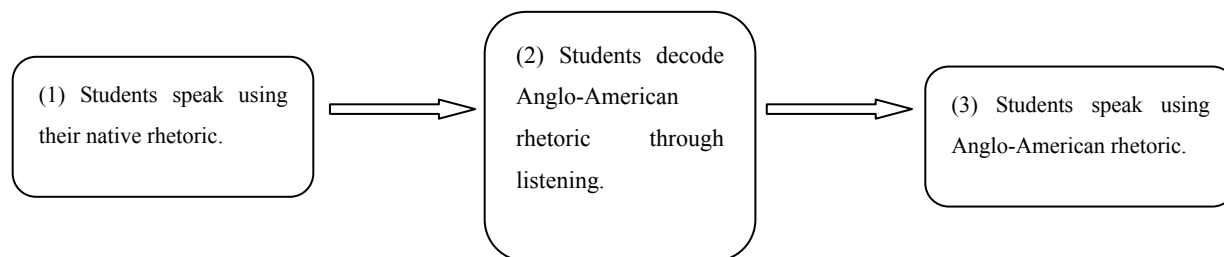 (1) Students speak using
their native rhetoric.
(2) Students decode
Anglo-American
rhetoric through
listening.
(3) Students speak using
Anglo-American rhetoric.